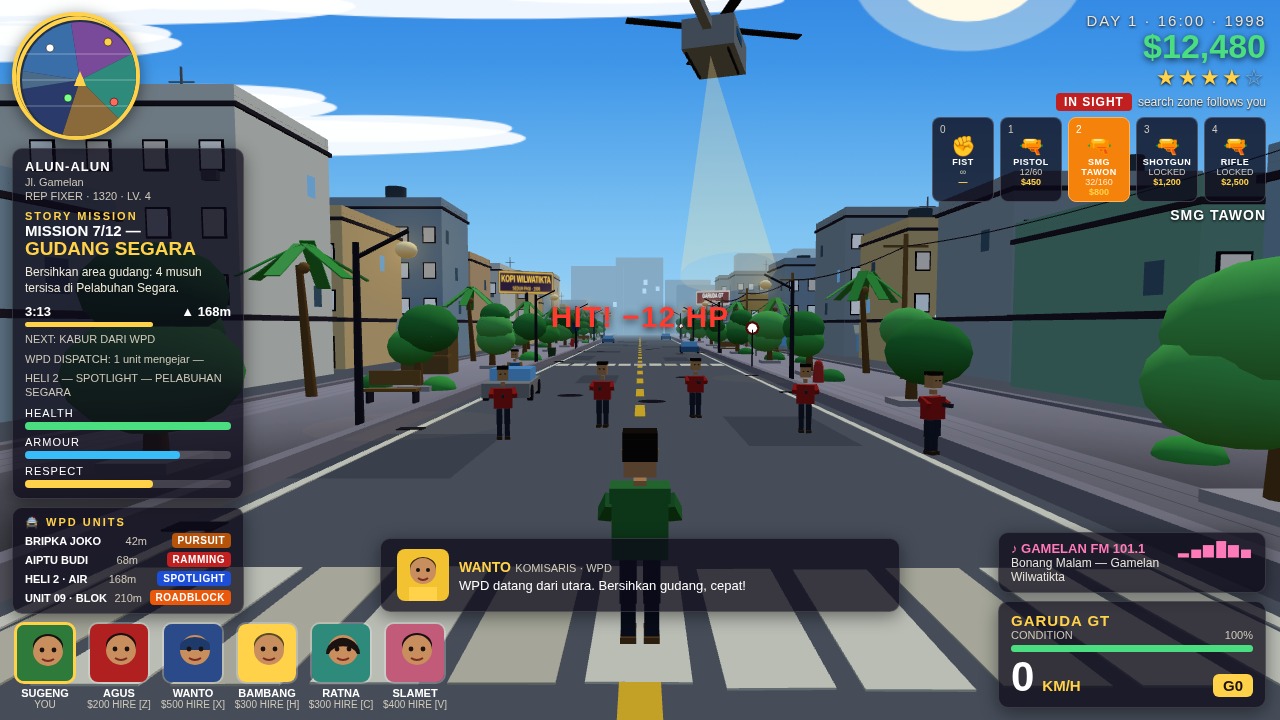 DAY 1 · 16:00 · 1998
$12,480
★★★★☆
IN SIGHT search zone follows you
0
FIST
∞
—
1
PISTOL
12/60
$450
2
SMG
TAWON
32/160
$800
3
SHOTGUN
LOCKED
$1,200
4
RIFLE
LOCKED
$2,500
SMG TAWON
ALUN-ALUN
Jl. Gamelan
REP FIXER · 1320 · LV. 4
STORY MISSION
MISSION 7/12 —
GUDANG SEGARA
Bersihkan area gudang: 4 musuh
tersisa di Pelabuhan Segara.
3:13 ▲ 168m
NEXT: KABUR DARI WPD
WPD DISPATCH: 1 unit mengejar —
HELI 2 — SPOTLIGHT — PELABUHAN
SEGARA
HEALTH
ARMOUR
RESPECT
KOPI WILWATIKTA
GARUDA GT
HIT! −12 HP
WPD UNITS
BRIPKA JOKO 42m PURSUIT
AIPTU BUDI 68m RAMMING
HELI 2 · AIR 168m SPOTLIGHT
UNIT 09 · BLOK 210m ROADBLOCK
WANTO KOMISARIS · WPD
WPD datang dari utara. Bersihkan gudang, cepat!
♪ GAMELAN FM 101.1
Bonang Malam — Gamelan
Wilwatikta
GARUDA GT
CONDITION 100%
0 KM/H G0
SUGENG
YOU
AGUS
$200 HIRE [Z]
WANTO
$500 HIRE [X]
BAMBANG
$300 HIRE [H]
RATNA
$300 HIRE [C]
SLAMET
$400 HIRE [V]